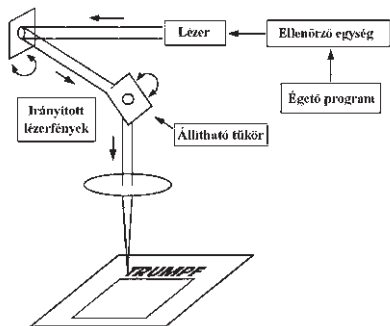 Lézer
Ellenőrző egység
Égető program
Irányított
lézerfények
Állítható tükör
TRUMPF